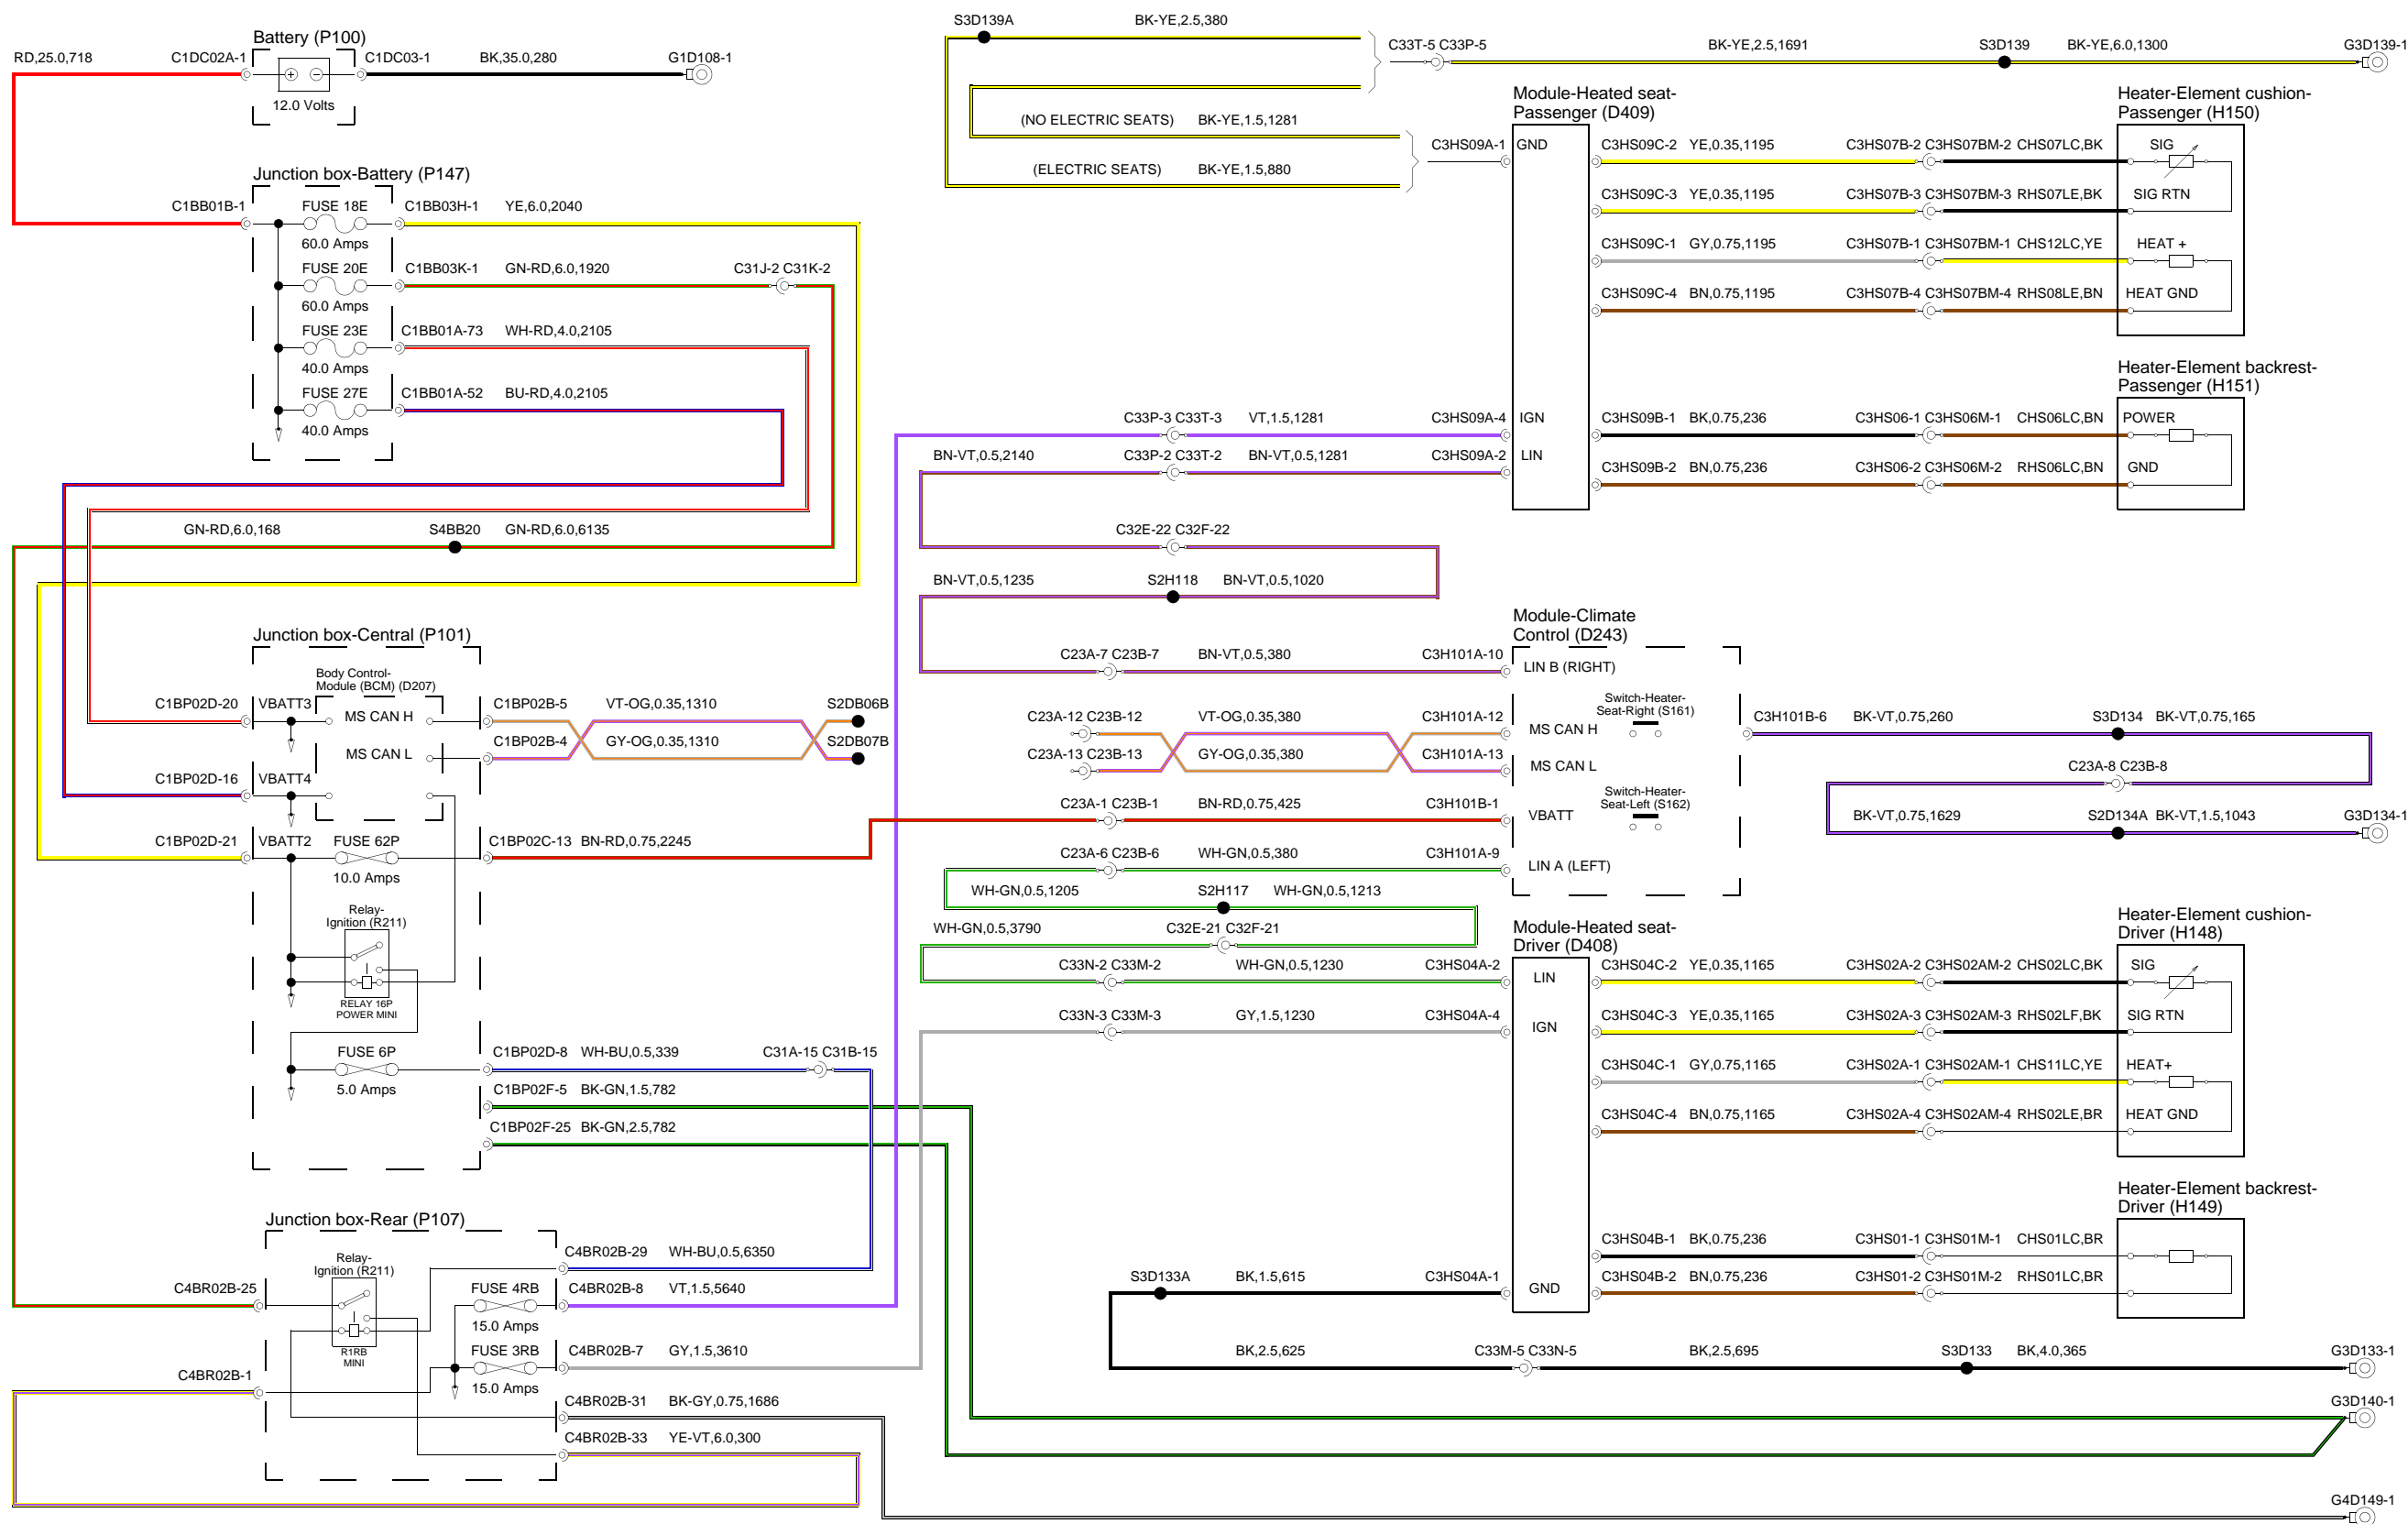 Battery (P100)
RD,25.0,718
C1DC02A-1
C1DC03-1
BK,35.0,280
G1D108-1
12.0 Volts
Junction box-Battery (P147)
C1BB01B-1
FUSE 18E
C1BB03H-1
YE,6.0,2040
60.0 Amps
FUSE 20E
C1BB03K-1
GN-RD,6.0,1920
C31J-2 C31K-2
60.0 Amps
FUSE 23E
C1BB01A-73
WH-RD,4.0,2105
40.0 Amps
FUSE 27E
C1BB01A-52
BU-RD,4.0,2105
40.0 Amps
GN-RD,6.0,168
S4BB20
GN-RD,6.0,6135
Junction box-Central (P101)
Body Control-
Module (BCM) (D207)
C1BP02D-20
VBATT3
MS CAN H
C1BP02B-5
VT-OG,0.35,1310
S2DB06B
MS CAN L
C1BP02B-4
GY-OG,0.35,1310
S2DB07B
C1BP02D-16
VBATT4
C1BP02D-21
VBATT2
FUSE 62P
C1BP02C-13
BN-RD,0.75,2245
10.0 Amps
Relay-
Ignition (R211)
RELAY 16P
POWER MINI
FUSE 6P
C1BP02D-8
WH-BU,0.5,339
C31A-15 C31B-15
5.0 Amps
C1BP02F-5
BK-GN,1.5,782
C1BP02F-25
BK-GN,2.5,782
Junction box-Rear (P107)
Relay-
Ignition (R211)
C4BR02B-29
WH-BU,0.5,6350
C4BR02B-25
FUSE 4RB
C4BR02B-8
VT,1.5,5640
15.0 Amps
R1RB
MINI
FUSE 3RB
C4BR02B-7
GY,1.5,3610
C4BR02B-1
15.0 Amps
C4BR02B-31
BK-GY,0.75,1686
C4BR02B-33
YE-VT,6.0,300
S3D139A
BK-YE,2.5,380
C33T-5 C33P-5
BK-YE,2.5,1691
S3D139
BK-YE,6.0,1300
G3D139-1
(NO ELECTRIC SEATS)
BK-YE,1.5,1281
(ELECTRIC SEATS)
BK-YE,1.5,880
Module-Heated seat-
Passenger (D409)
C3HS09A-1
GND
C3HS09C-2
YE,0.35,1195
C3HS07B-2 C3HS07BM-2
CHS07LC,BK
C3HS09C-3
YE,0.35,1195
C3HS07B-3 C3HS07BM-3
RHS07LE,BK
C3HS09C-1
GY,0.75,1195
C3HS07B-1 C3HS07BM-1
CHS12LC,YE
C3HS09C-4
BN,0.75,1195
C3HS07B-4 C3HS07BM-4
RHS08LE,BN
Heater-Element cushion-
Passenger (H150)
SIG
SIG RTN
HEAT +
HEAT GND
Heater-Element backrest-
Passenger (H151)
C33P-3 C33T-3
VT,1.5,1281
C3HS09A-4
IGN
C3HS09B-1
BK,0.75,236
C3HS06-1 C3HS06M-1
CHS06LC,BN
POWER
BN-VT,0.5,2140
C33P-2 C33T-2
BN-VT,0.5,1281
C3HS09A-2
LIN
C3HS09B-2
BN,0.75,236
C3HS06-2 C3HS06M-2
RHS06LC,BN
GND
C32E-22 C32F-22
BN-VT,0.5,1235
S2H118
BN-VT,0.5,1020
Module-Climate
Control (D243)
C23A-7 C23B-7
BN-VT,0.5,380
C3H101A-10
LIN B (RIGHT)
Switch-Heater-
Seat-Right (S161)
C23A-12 C23B-12
VT-OG,0.35,380
C3H101A-12
MS CAN H
C3H101B-6
BK-VT,0.75,260
S3D134
BK-VT,0.75,165
C23A-13 C23B-13
GY-OG,0.35,380
C3H101A-13
MS CAN L
C23A-8 C23B-8
C23A-1 C23B-1
BN-RD,0.75,425
C3H101B-1
VBATT
Switch-Heater-
Seat-Left (S162)
BK-VT,0.75,1629
S2D134A
BK-VT,1.5,1043
G3D134-1
C23A-6 C23B-6
WH-GN,0.5,380
C3H101A-9
LIN A (LEFT)
WH-GN,0.5,1205
S2H117
WH-GN,0.5,1213
WH-GN,0.5,3790
C32E-21 C32F-21
Module-Heated seat-
Driver (D408)
C33N-2 C33M-2
WH-GN,0.5,1230
C3HS04A-2
LIN
C3HS04C-2
YE,0.35,1165
C3HS02A-2 C3HS02AM-2
CHS02LC,BK
C33N-3 C33M-3
GY,1.5,1230
C3HS04A-4
IGN
C3HS04C-3
YE,0.35,1165
C3HS02A-3 C3HS02AM-3
RHS02LF,BK
C3HS04C-1
GY,0.75,1165
C3HS02A-1 C3HS02AM-1
CHS11LC,YE
C3HS04C-4
BN,0.75,1165
C3HS02A-4 C3HS02AM-4
RHS02LE,BR
Heater-Element cushion-
Driver (H148)
SIG
SIG RTN
HEAT+
HEAT GND
Heater-Element backrest-
Driver (H149)
C3HS04B-1
BK,0.75,236
C3HS01-1 C3HS01M-1
CHS01LC,BR
S3D133A
BK,1.5,615
C3HS04A-1
GND
C3HS04B-2
BN,0.75,236
C3HS01-2 C3HS01M-2
RHS01LC,BR
BK,2.5,625
C33M-5 C33N-5
BK,2.5,695
S3D133
BK,4.0,365
G3D133-1
G3D140-1
G4D149-1